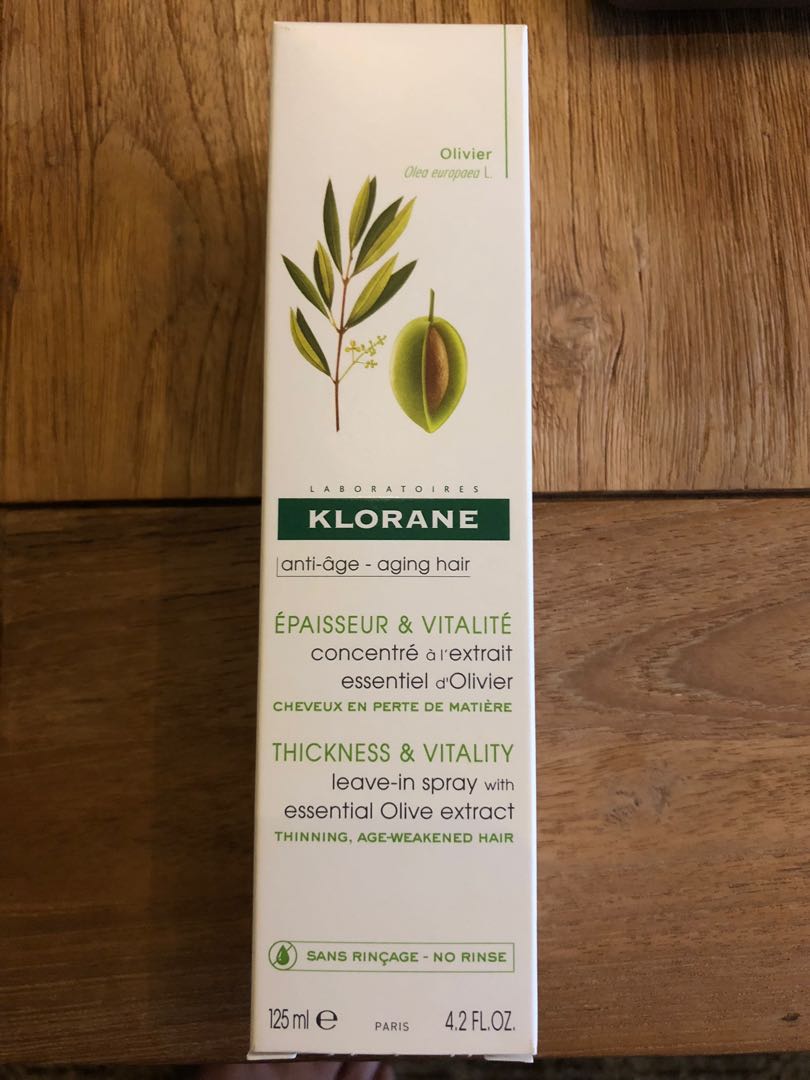 Olivier
Olea europaea L.
LABORATOIRES
KLORANE
anti-âge - aging hair
ÉPAISSEUR & VITALITÉ
concentré à l'extrait
essentiel d'Olivier
CHEVEUX EN PERTE DE MATIÈRE
THICKNESS & VITALITY
leave-in spray with
essential Olive extract
THINNING, AGE-WEAKENED HAIR
SANS RINÇAGE - NO RINSE
125 ml e PARIS 4.2 FL.OZ.